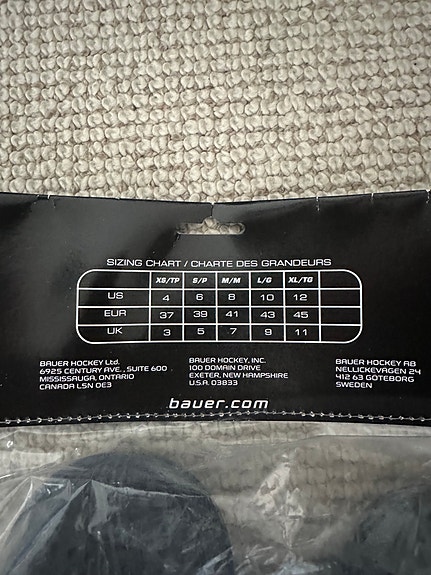 SIZING CHART / CHARTE DES GRANDEURS
XS/TP S/P M/M L/G XL/TG
US 4 6 8 10 12
EUR 37 39 41 43 45
UK 3 5 7 9 11
BAUER HOCKEY Ltd.
6925 CENTURY AVE., SUITE 600
MISSISSAUGA, ONTARIO
CANADA L5N 0E3
BAUER HOCKEY, INC.
100 DOMAIN DRIVE
EXETER, NEW HAMPSHIRE
U.S.A. 03833
BAUER HOCKEY AB
NELLICKEVÄGEN 24
412 63 GÖTEBORG
SWEDEN
bauer.com